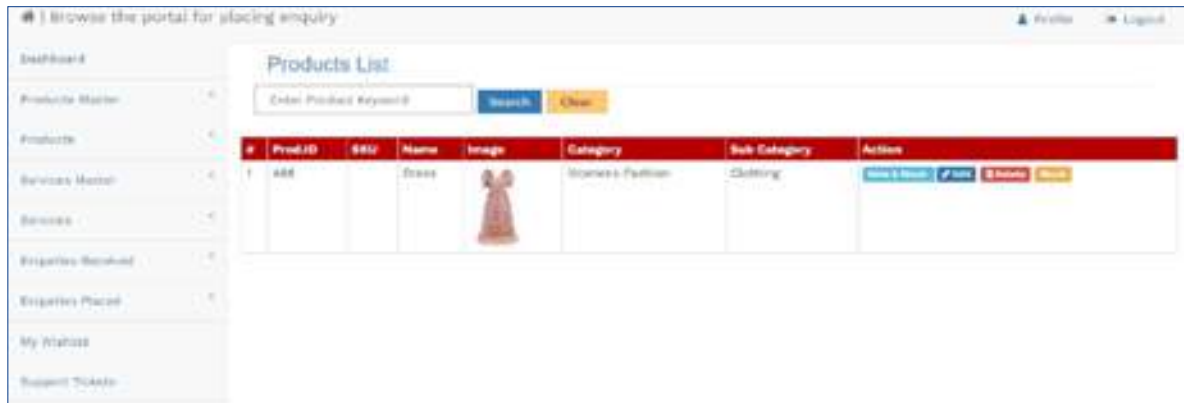 | Browse the portal for placing enquiry
Profile Logout
Dashboard
Products Master
Products
Services Master
Services
Enquiries Received
Enquiries Placed
My Wishlist
Support Tickets
Products List
Enter Product Keyword Search Clear
# Prod.ID SKU Name Image Category Sub Category Action
1 Dress Womens Fashion Clothing Edit Delete